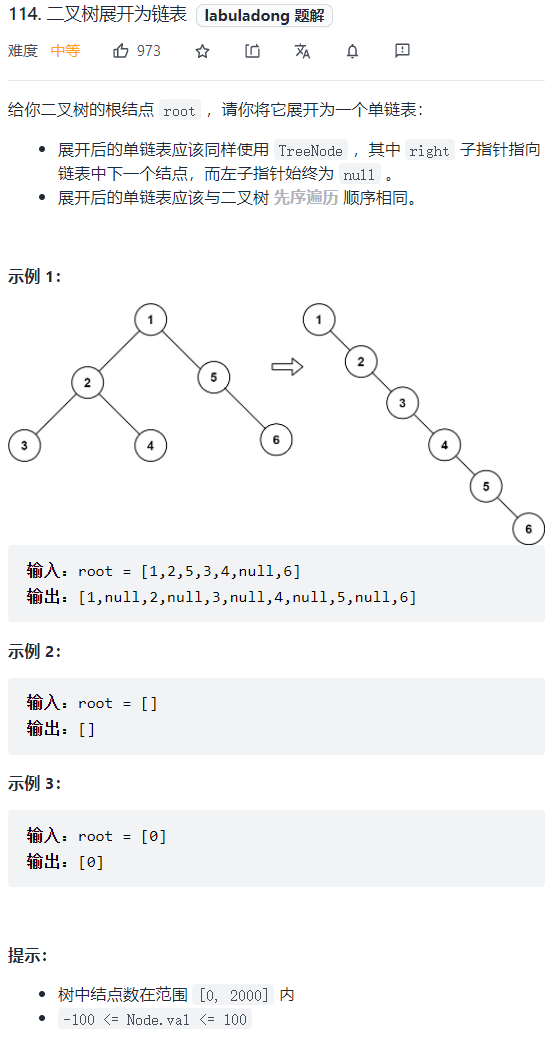 114. 二叉树展开为链表 labuladong 题解
难度 中等 973
给你二叉树的根结点 root ，请你将它展开为一个单链表：
展开后的单链表应该同样使用 TreeNode ，其中 right 子指针指向
链表中下一个结点，而左子指针始终为 null 。
展开后的单链表应该与二叉树 先序遍历 顺序相同。
示例 1：
1
2
5
3
4
6
1
2
3
4
5
6
输入：root = [1,2,5,3,4,null,6]
输出：[1,null,2,null,3,null,4,null,5,null,6]
示例 2：
输入：root = []
输出：[]
示例 3：
输入：root = [0]
输出：[0]
提示：
树中结点数在范围 [0, 2000] 内
-100 <= Node.val <= 100